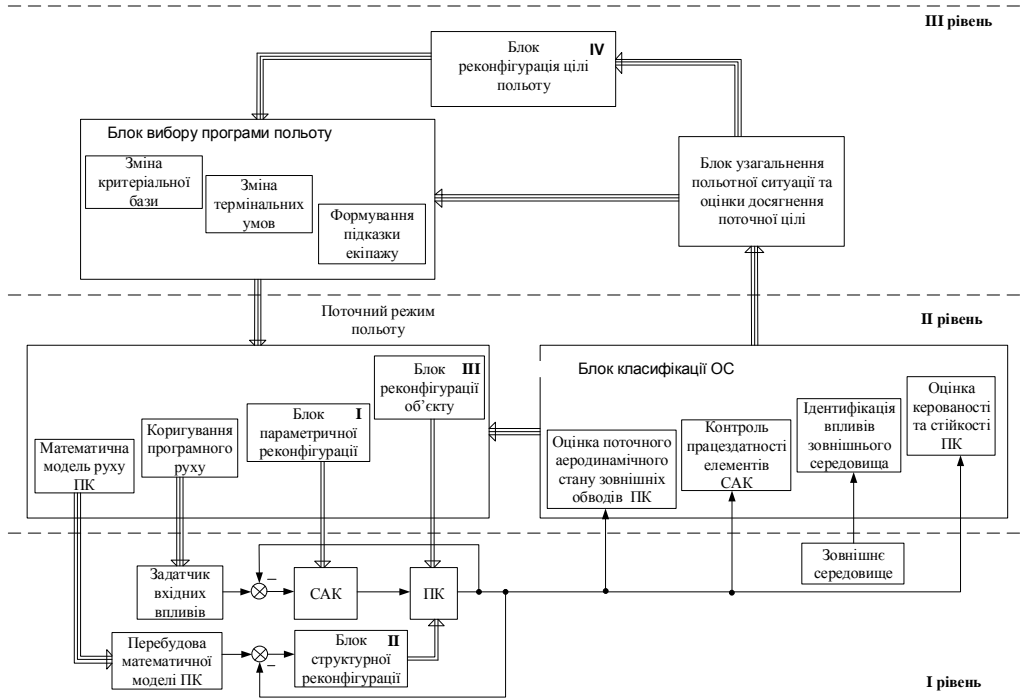 III рівень
Блок IV
реконфігурація цілі
польоту
Блок вибору програми польоту
Зміна
критеріальної
бази
Зміна
термінальних
умов
Формування
підказки
екіпажу
Блок узагальнення
польотної ситуації та
оцінки досягнення
поточної цілі
Поточний режим
польоту
II рівень
Математична
модель руху
ПК
Коригування
програмного
руху
Блок I
параметричної
реконфігурації
Блок III
реконфігурації
об’єкту
Блок класифікації ОС
Оцінка поточного
аеродинамічного
стану зовнішніх
обводів ПК
Контроль
працездатності
елементів
САК
Ідентифікація
впливів
зовнішнього
середовища
Оцінка
керованості
та стійкості
ПК
Задатчик
вхідних
впливів
–
САК
ПК
Зовнішнє
середовище
Перебудова
математичної
моделі ПК
–
Блок II
структурної
реконфігурації
I рівень